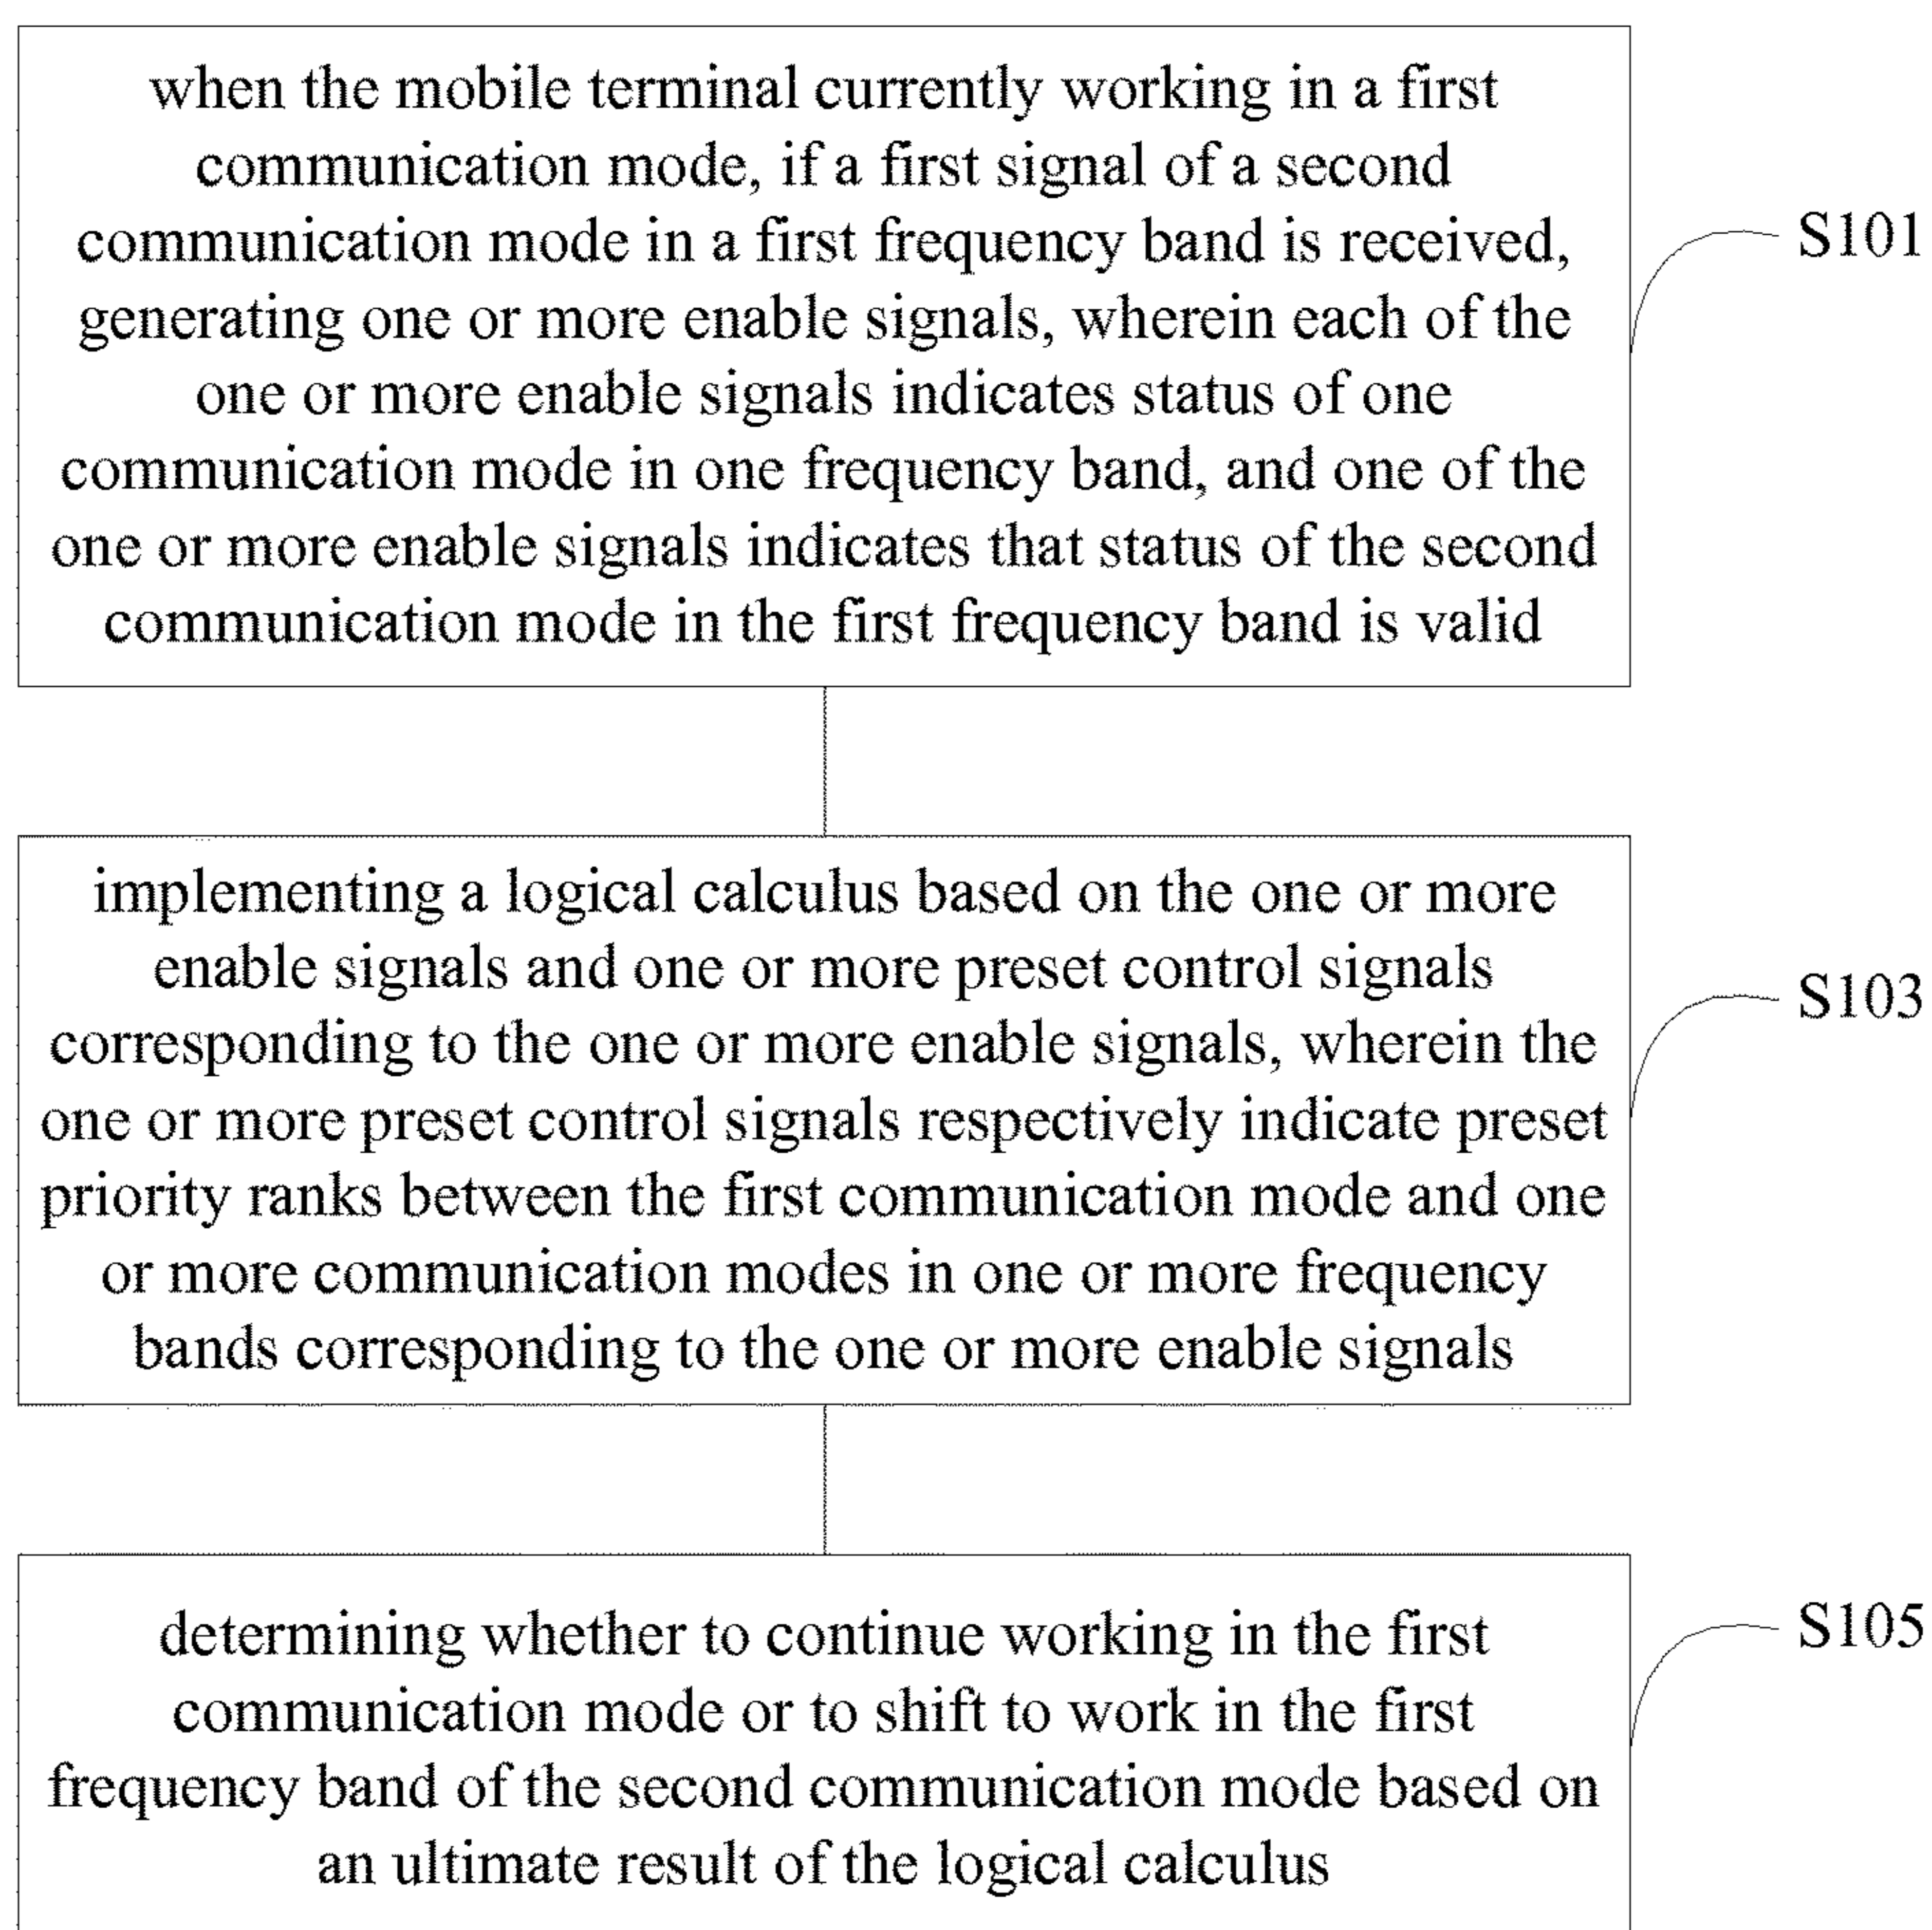 when the mobile terminal currently working in a first
communication mode, if a first signal of a second
communication mode in a first frequency band is received,
generating one or more enable signals, wherein each of the
one or more enable signals indicates status of one
communication mode in one frequency band, and one of the
one or more enable signals indicates that status of the second
communication mode in the first frequency band is valid
S101
implementing a logical calculus based on the one or more
enable signals and one or more preset control signals
corresponding to the one or more enable signals, wherein the
one or more preset control signals respectively indicate preset
priority ranks between the first communication mode and one
or more communication modes in one or more frequency
bands corresponding to the one or more enable signals
S103
determining whether to continue working in the first
communication mode or to shift to work in the first
frequency band of the second communication mode based on
an ultimate result of the logical calculus
S105